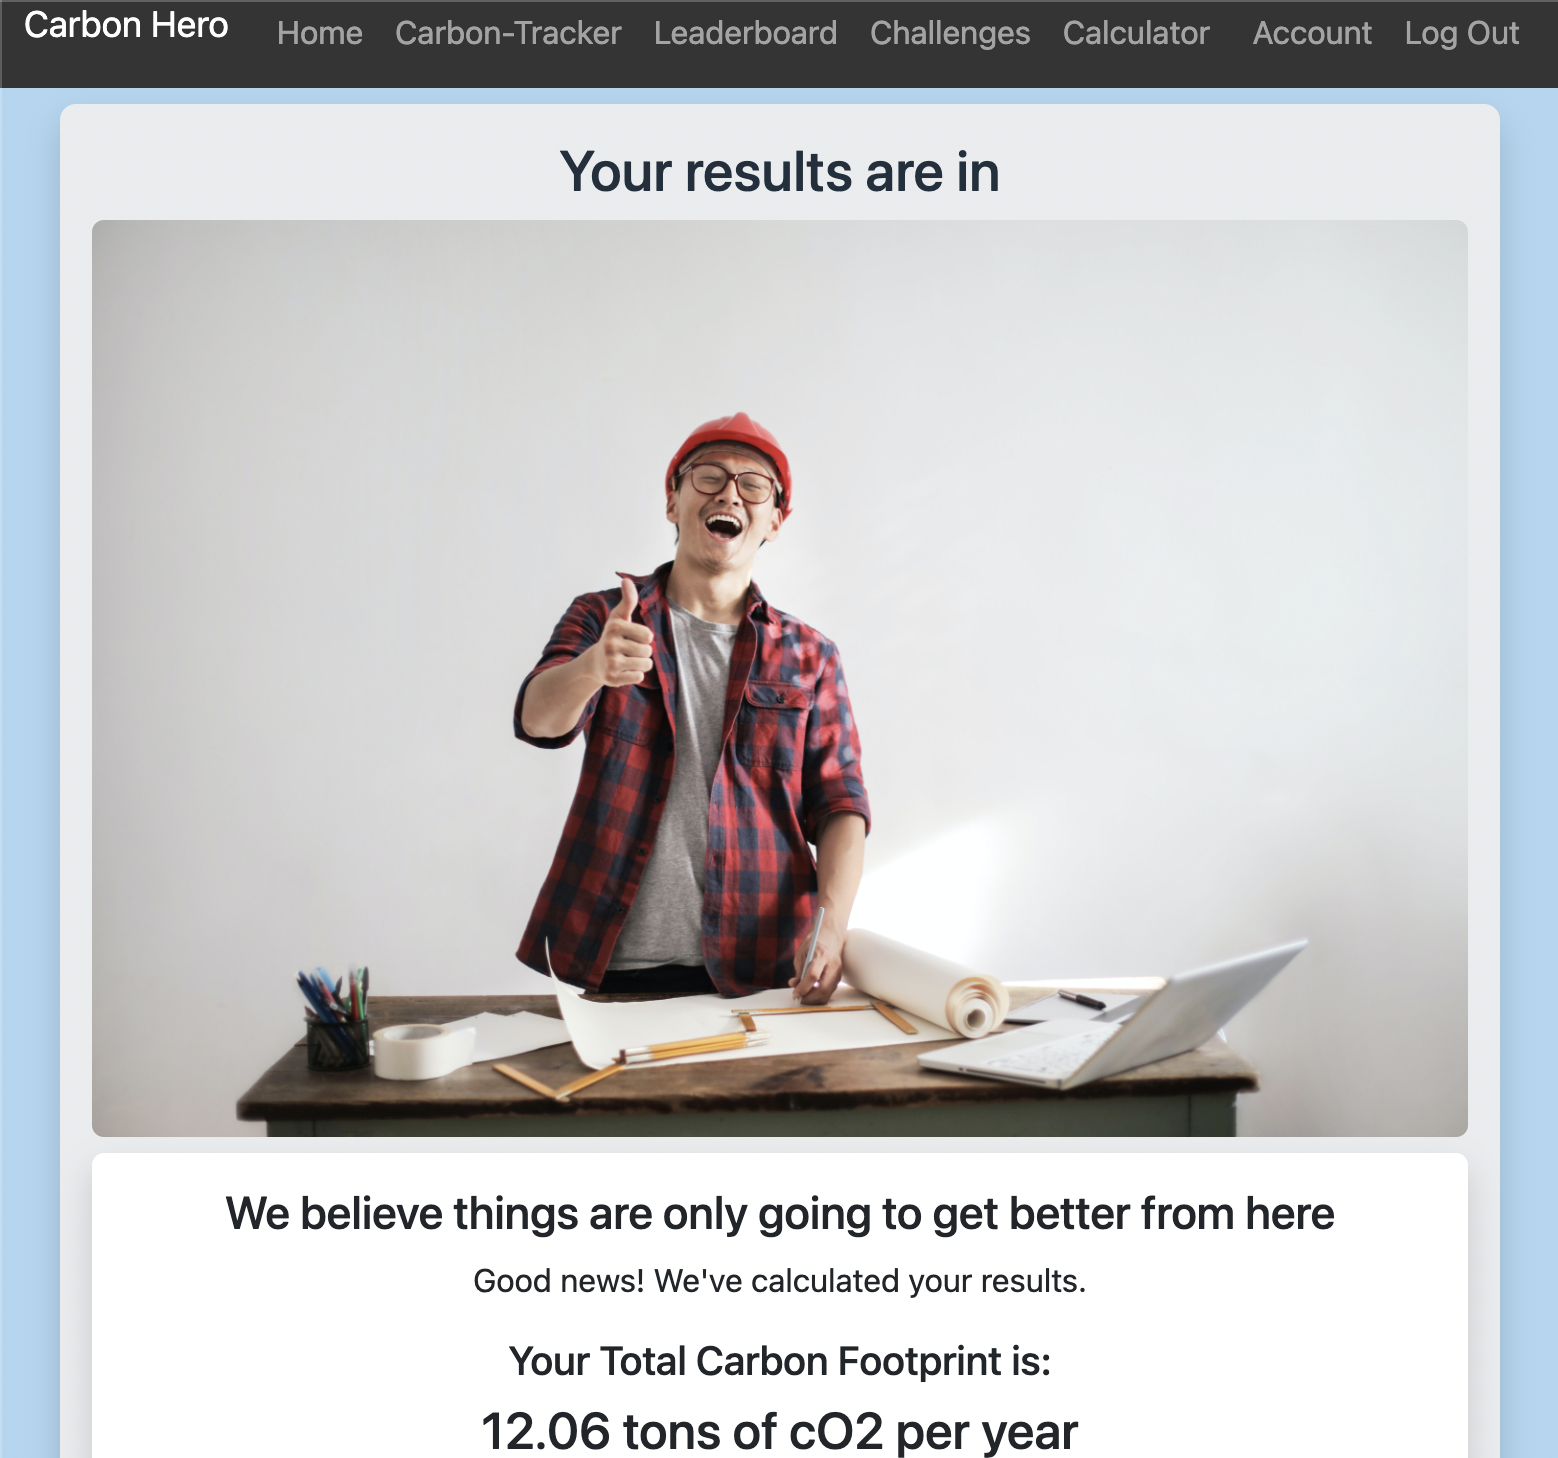 Carbon Hero Home Carbon-Tracker Leaderboard Challenges Calculator Account Log Out
Your results are in
We believe things are only going to get better from here
Good news! We've calculated your results.
Your Total Carbon Footprint is:
12.06 tons of cO2 per year